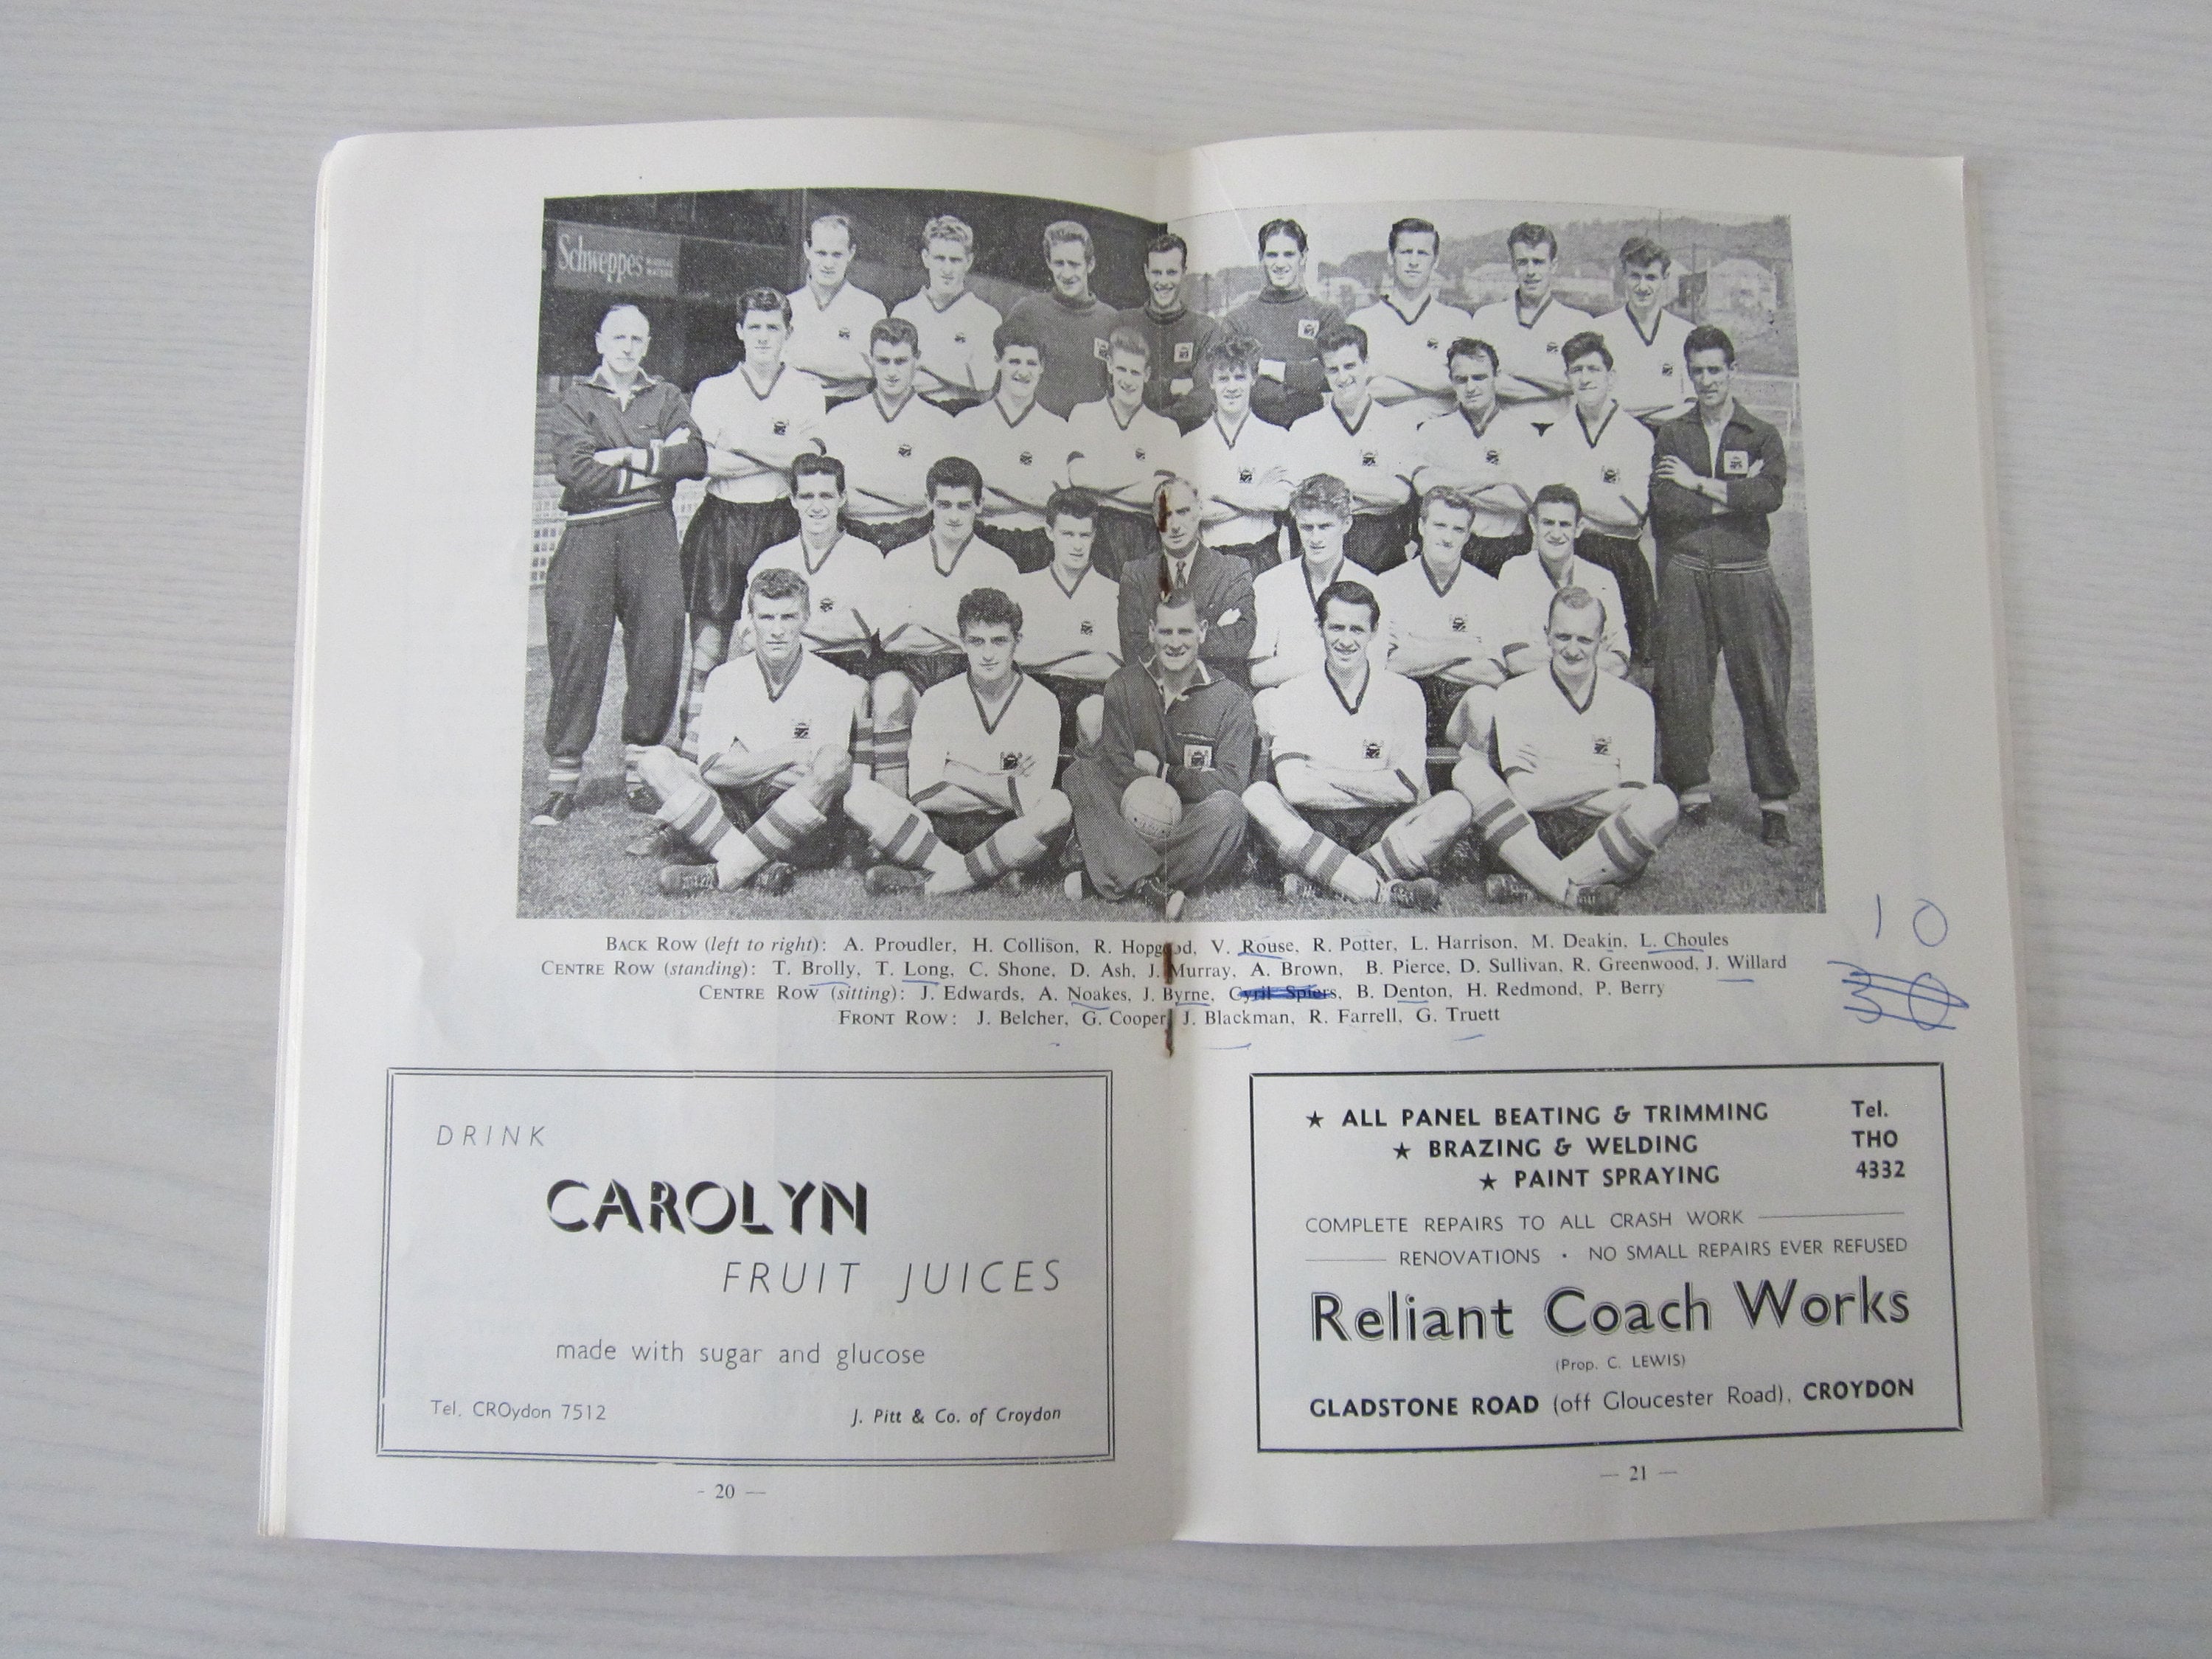 Schweppes
BACK ROW (left to right): A. Proudler, H. Collison, R. Hopgood, V. Rouse, R. Potter, L. Harrison, M. Deakin, L. Choules
CENTRE ROW (standing): T. Brolly, T. Long, C. Shone, D. Ash, J. Murray, A. Brown, B. Pierce, D. Sullivan, R. Greenwood, J. Willard
CENTRE ROW (sitting): J. Edwards, A. Noakes, J. Byrne, Cyril Spiers, B. Denton, H. Redmond, P. Berry
FRONT ROW: J. Belcher, G. Cooper, J. Blackman, R. Farrell, G. Truett
10
30
DRINK
CAROLYN
FRUIT JUICES
made with sugar and glucose
Tel. CROydon 7512 J. Pitt & Co. of Croydon
- 20 —
★ ALL PANEL BEATING & TRIMMING Tel.
★ BRAZING & WELDING THO
★ PAINT SPRAYING 4332
COMPLETE REPAIRS TO ALL CRASH WORK
RENOVATIONS · NO SMALL REPAIRS EVER REFUSED
Reliant Coach Works
(Prop. C. LEWIS)
GLADSTONE ROAD (off Gloucester Road), CROYDON
— 21 —